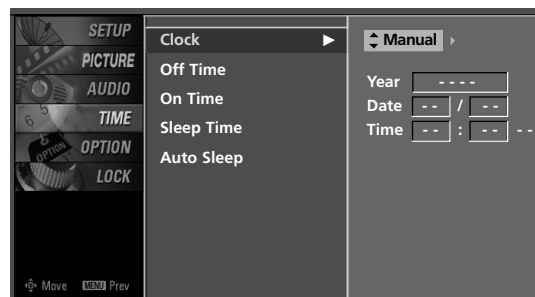 SETUP
PICTURE
AUDIO
TIME
OPTION
LOCK
Move MENU Prev
Clock
Off Time
On Time
Sleep Time
Auto Sleep
Manual
Year - - - -
Date - - / - -
Time - - : - - - -